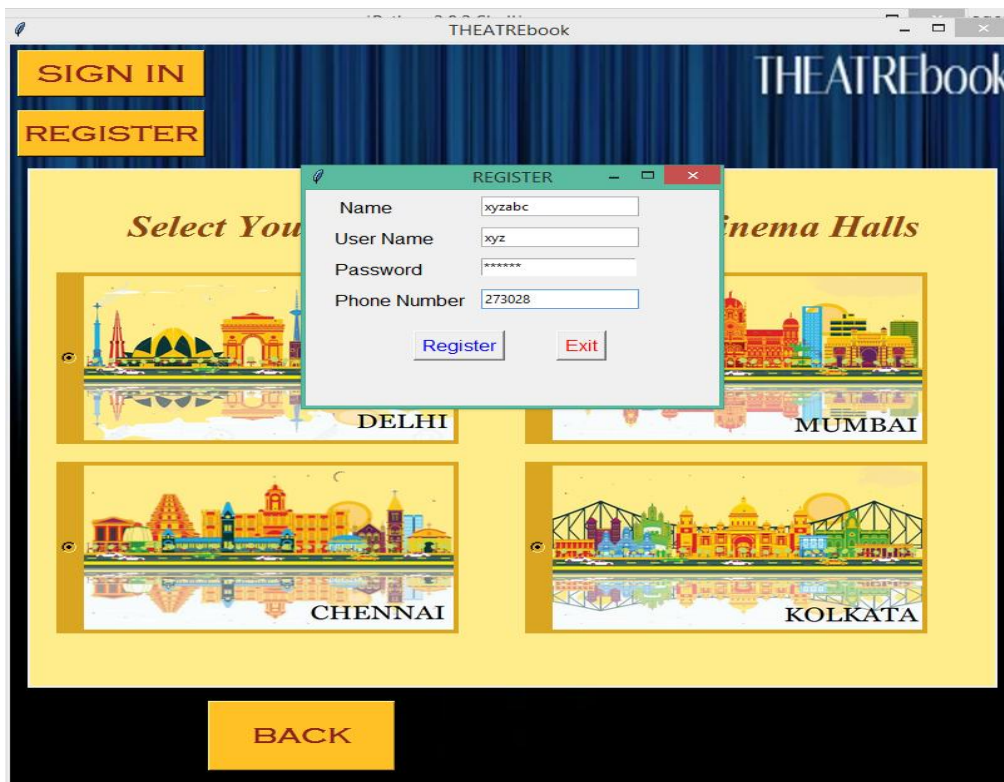 THEATREbook
SIGN IN
THEATREbook
REGISTER
REGISTER
Name xyzabc
Select You inema Halls
User Name xyz
Password ******
Phone Number 273028
Register Exit
DELHI
MUMBAI
CHENNAI
KOLKATA
BACK